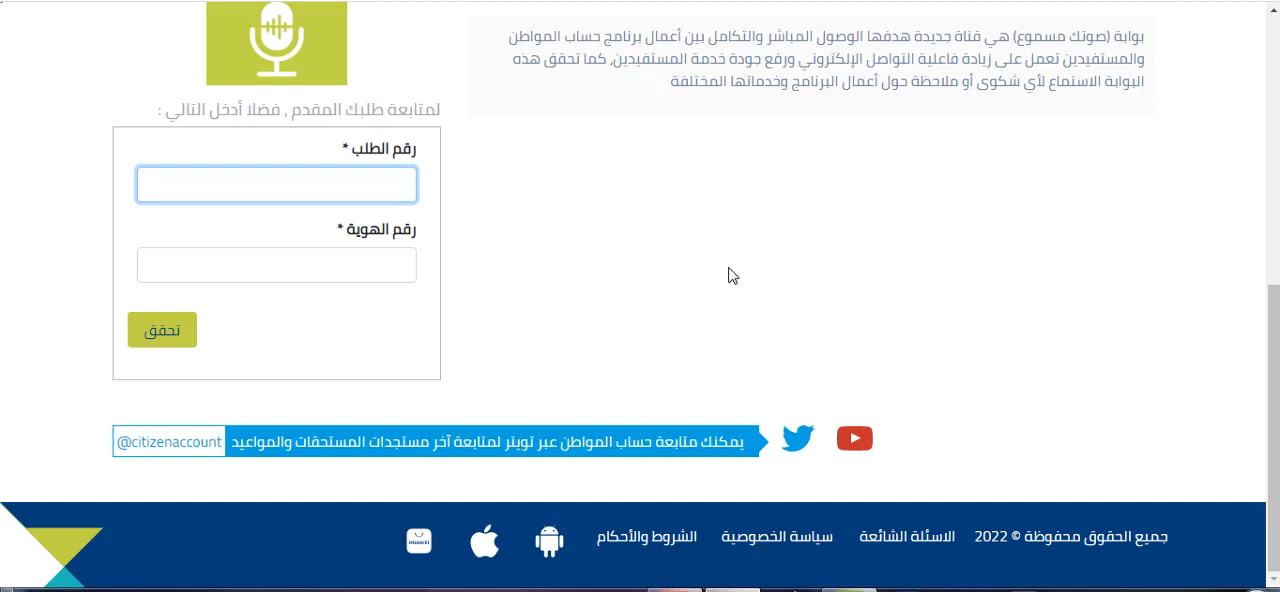 بوابة (صوتك مسموع) هي قناة جديدة هدفها الوصول المباشر والتكامل بين أعمال برنامج حساب المواطن
والمستفيدين تعمل على زيادة فاعلية التواصل الإلكتروني ورفع جودة خدمة المستفيدين, كما تحقق هذه
البوابة الاستماع لأي شكوى أو ملاحظة حول أعمال البرنامج وخدماتها المختلفة
لمتابعة طلبك المقدم , فضلا أدخل التالي :
رقم الطلب *
رقم الهوية *
تحقق
يمكنك متابعة حساب المواطن عبر تويتر لمتابعة آخر مستجدات المستحقات والمواعيد
@citizenaccount
جميع الحقوق محفوظة © 2022
الاسئلة الشائعة
سياسة الخصوصية
الشروط والأحكام
HUAWEI